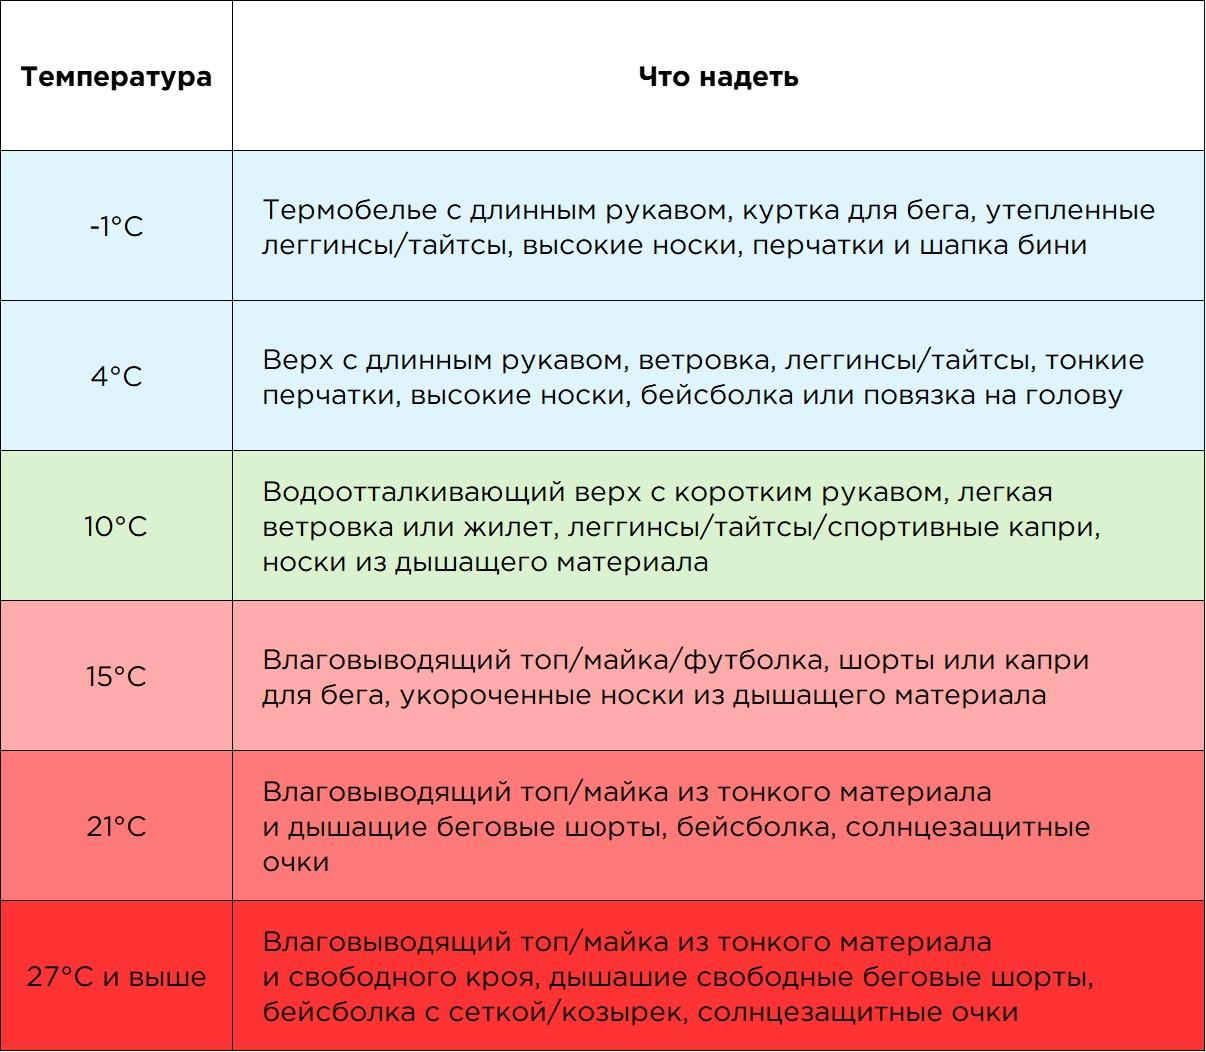 Температура
Что надеть
-1°C
Термобелье с длинным рукавом, куртка для бега, утепленные
леггинсы/тайтсы, высокие носки, перчатки и шапка бини
4°C
Верх с длинным рукавом, ветровка, леггинсы/тайтсы, тонкие
перчатки, высокие носки, бейсболка или повязка на голову
10°C
Водоотталкивающий верх с коротким рукавом, легкая
ветровка или жилет, леггинсы/тайтсы/спортивные капри,
носки из дышащего материала
15°C
Влаговыводящий топ/майка/футболка, шорты или капри
для бега, укороченные носки из дышащего материала
21°C
Влаговыводящий топ/майка из тонкого материала
и дышащие беговые шорты, бейсболка, солнцезащитные
очки
27°C и выше
Влаговыводящий топ/майка из тонкого материала
и свободного кроя, дышашие свободные беговые шорты,
бейсболка с сеткой/козырек, солнцезащитные очки